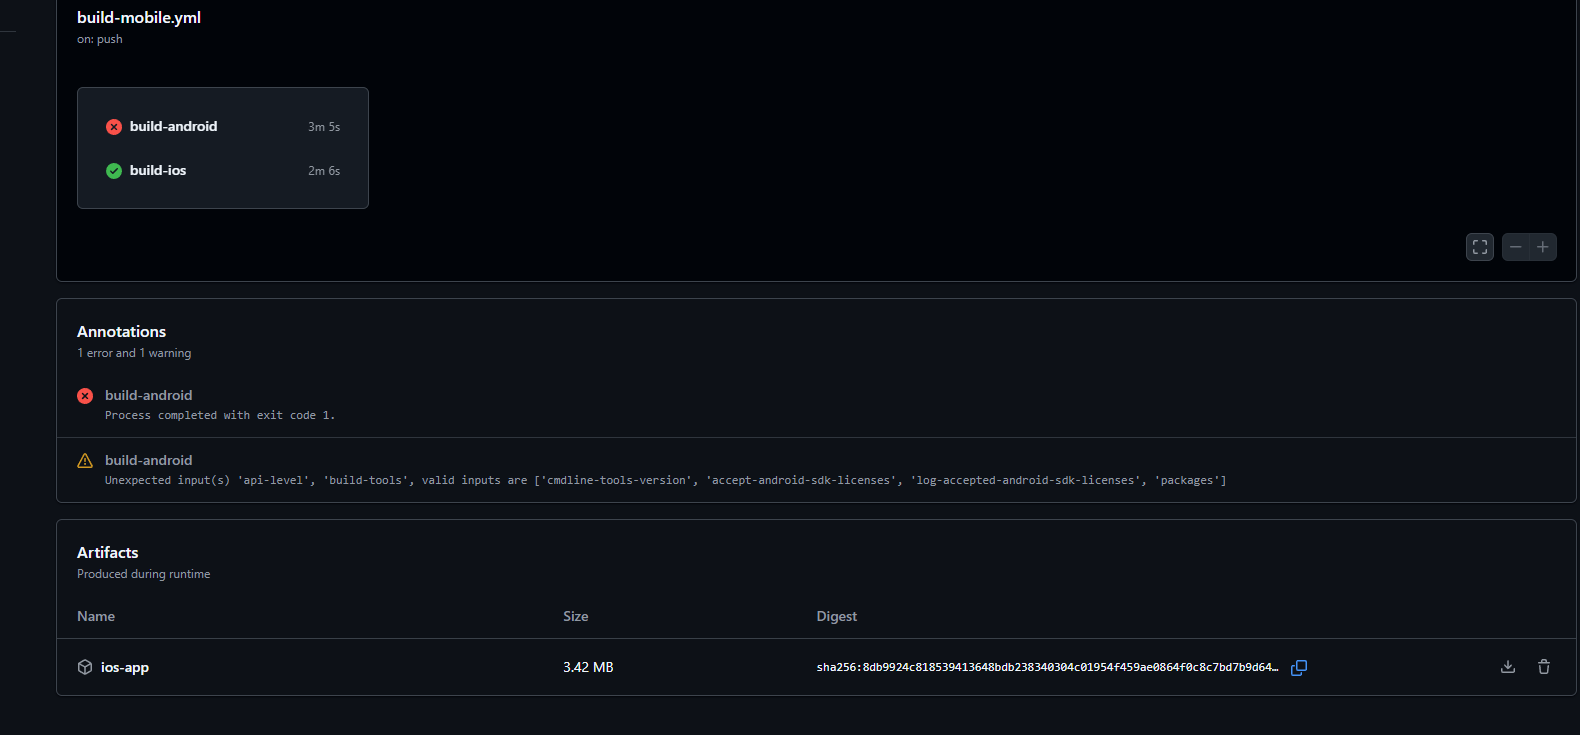 build-mobile.yml
on: push
build-android 3m 5s
build-ios 2m 6s
Annotations
1 error and 1 warning
build-android
Process completed with exit code 1.
build-android
Unexpected input(s) 'api-level', 'build-tools', valid inputs are ['cmdline-tools-version', 'accept-android-sdk-licenses', 'log-accepted-android-sdk-licenses', 'packages']
Artifacts
Produced during runtime
Name Size Digest
ios-app 3.42 MB sha256:8db9924c818539413648bdb238340304c01954f459ae0864f0c8c7bd7b9d64…